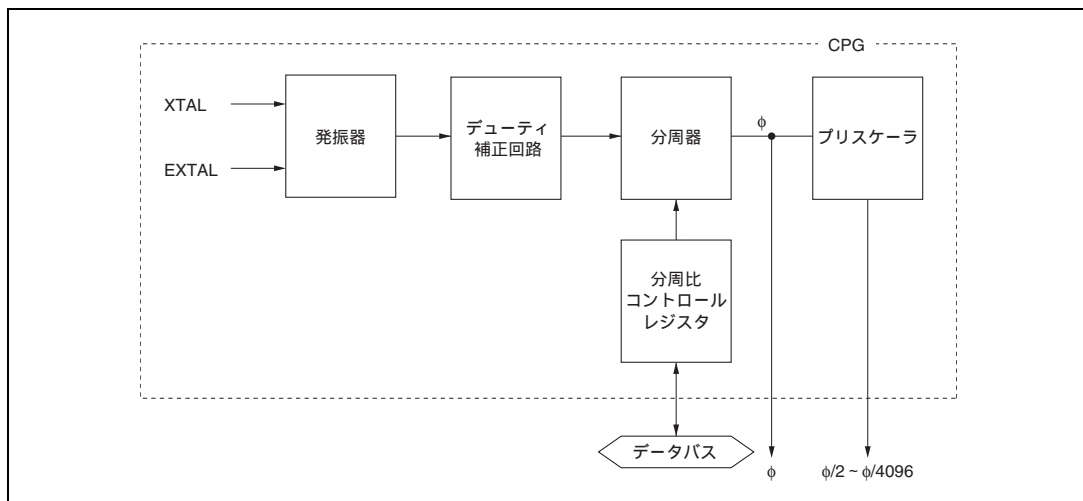 CPG
XTAL
EXTAL
発振器
デューティ
補正回路
分周器
φ
プリスケーラ
分周比
コントロール
レジスタ
データバス
φ
φ/2 ~ φ/4096